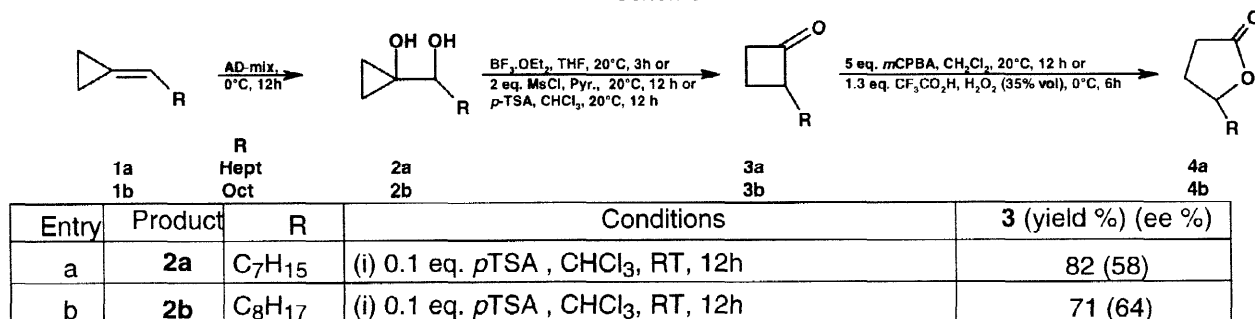 O
OH OH
O
AD-mix,
0°C, 12h
BF3.OEt2, THF, 20°C, 3h or
2 eq. MsCl, Pyr., 20°C, 12 h or
p-TSA, CHCl3, 20°C, 12 h
5 eq. mCPBA, CH2Cl2, 20°C, 12 h or
1.3 eq. CF3CO2H, H2O2 (35% vol), 0°C, 6h
O
R R R R
R
1a Hept 2a 3a 4a
1b Oct 2b 3b 4b
Entry Product R Conditions 3 (yield %) (ee %)
a 2a C7H15 (i) 0.1 eq. pTSA , CHCl3, RT, 12h 82 (58)
b 2b C8H17 (i) 0.1 eq. pTSA , CHCl3, RT, 12h 71 (64)